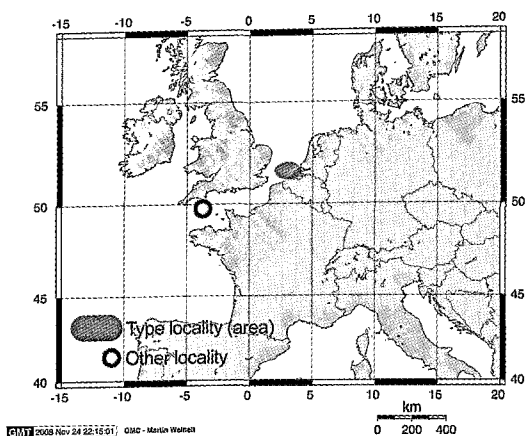 -15 -10 -5 0 5 10 15 20
55 55
50 50
45 45
Type locality (area)
Other locality
40 40
-15 -10 -5 0 5 10 15 20
km
0 200 400
GMT 2008 Nov 24 22:15:01 OMC - Martin Weinelt